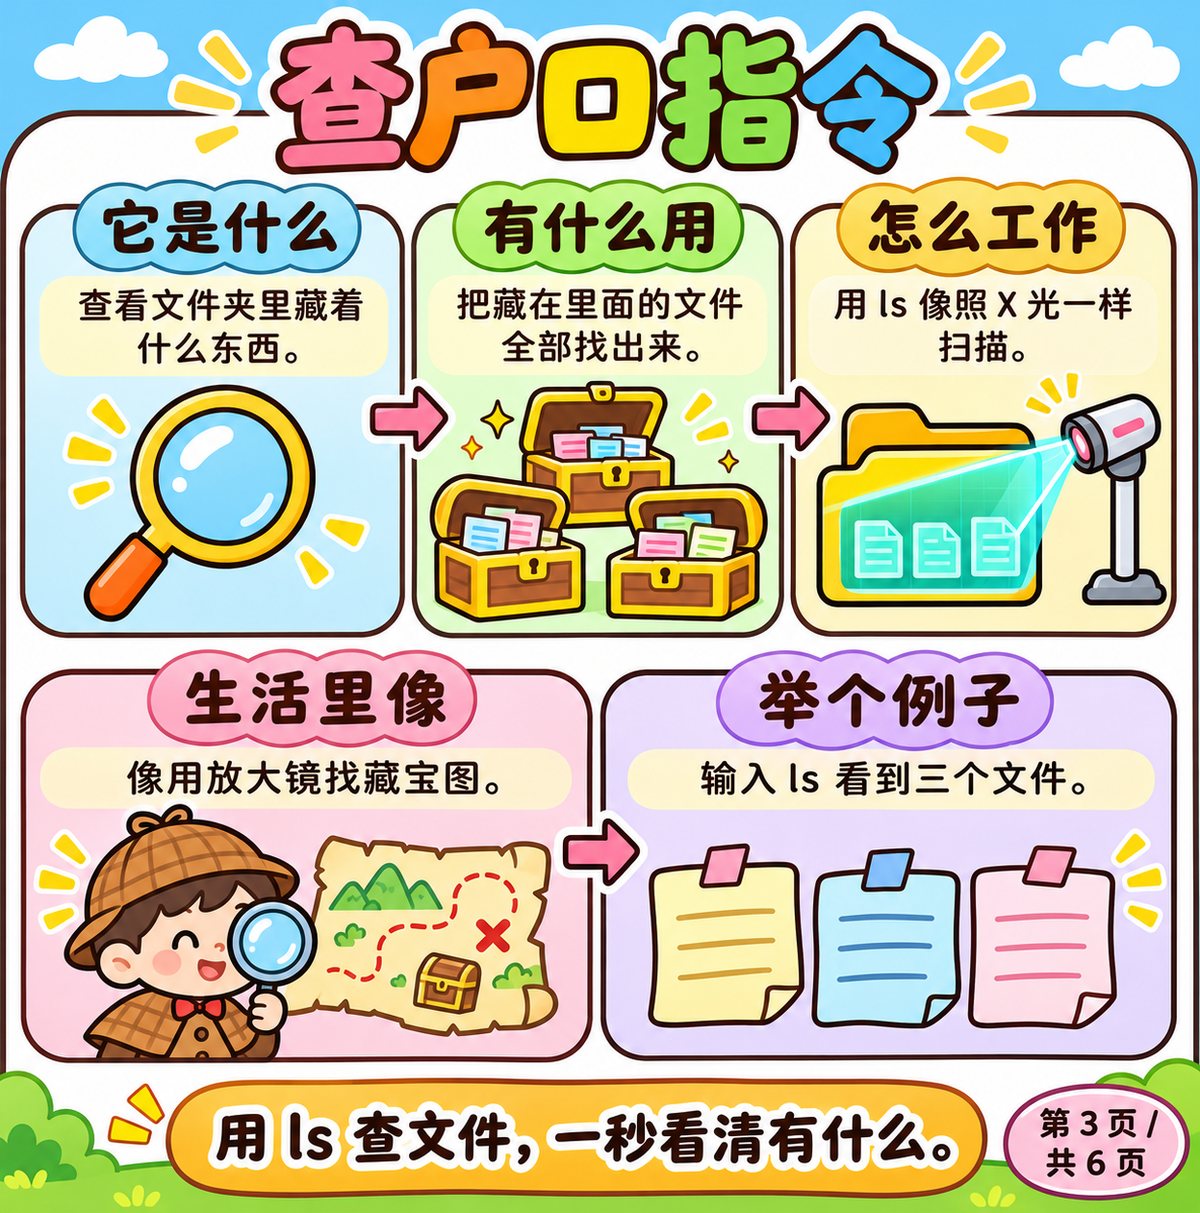 查户口指令
它是什么
查看文件夹里藏着
什么东西。
有什么用
把藏在里面的文件
全部找出来。
怎么工作
用 ls 像照 X 光一样
扫描。
生活里像
像用放大镜找藏宝图。
举个例子
输入 ls 看到三个文件。
用 ls 查文件，一秒看清有什么。
第 3 页 /
共 6 页